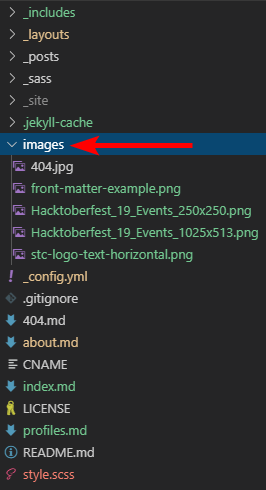 _includes
_layouts
_posts
_sass
_site
.jekyll-cache
images
404.jpg
front-matter-example.png
Hacktoberfest_19_Events_250x250.png
Hacktoberfest_19_Events_1025x513.png
stc-logo-text-horizontal.png
_config.yml
.gitignore
404.md
about.md
CNAME
index.md
LICENSE
profiles.md
README.md
style.scss